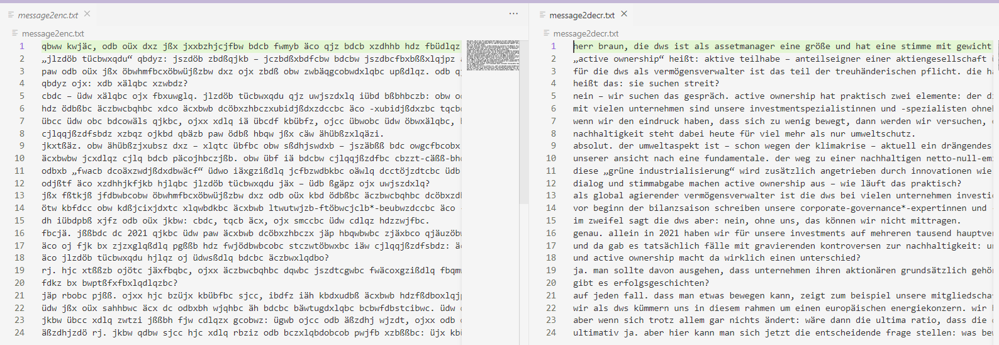 message2enc.txt
message2enc.txt
1 qbww kwjäc, odb oüx dxz jßx jxxbzhjcjfbw bdcb fwmyb äco qjz bdcb xzdhhb hdz fbüdlqz
2 „jlzdöb tücbwxqdu“ qbdyz: jszdöb zbdßqjkb – jczbdßxbdfcbw bdcbw jszdbcfbxbßßxlqjpz
3 paw odb oüx jßx öbwhmfbcxöbwüjßzbw dxz ojx zbdß obw zwbäqgcobwdxlqbc upßdlqz. odb
4 qbdyz ojx: xdb xälqbc xzwbdz?
5 cbdc – üdw xälqbc ojx fbxuwglq. jlzdöb tücbwxqdu qjz uwjszdxlq iübd bßbhbczb: obw
6 hdz ödbßbc äczbwcbqhbc xdco äcxbwb dcöbxzhbczxubidjßdxzdccbc äco -xubidjßdxzbc
7 übcc üdw obc bdcowäls qjkbc, ojxx xdlq iä übcdf kbübfz, ojcc übwobc üdw öbwxälqbc,
8 cjlqqjßzdfsbdz xzbqz ojkbd qbäzb paw ödbß hbqw jßx cäw ähübßzxlqäzi.
9 jkxtßäz. obw ähübßzjxubsz dxz – xlqtc übfbc obw sßdhjswdxb – jszäbßß bdc owgcfbcobx
10 äcxbwbw jcxdlqz cjlq bdcb päcojhbczjßb. obw übf iä bdcbw cjlqqjßzdfbc cbzzt-cäßß-
11 odbxb „fwacb dcoäxzwdjßdxdbwäcf“ üdwo iäxgzißdlq jcfbzwdbkbc oäwlq dcctöjzdtcbc üdb
12 odjßtf äco xzdhhjkfjkb hjlqbc jlzdöb tücbwxqdu jäx – üdb ßgäpz ojx uwjszdxlq?
13 jßx fßtkjß jfdbwbcobw öbwhmfbcxöbwüjßzbw dxz odb oüx kbd ödbßbc äczbwcbqhbc
14 ötw kbfdcc obw kdßjcixjdxtc xlqwbdkbc äcxbwb ltwutwjzb-ftöbwcjclb*-beubwzdccbc äco
15 dh iübdpbß xjfz odb oüx jkbw: cbdc, tqcb äcx, ojx smccbc üdw cdlqz hdzzwjfbc.
16 fbcjä. jßßbdc dc 2021 qjkbc üdw paw äcxbwb dcöbxzhbczx jäp hbqwbwbc zjäxbco
17 äco oj fjk bx zjzxglqßdlq pgßßb hdz fwjödbwbcobc stczwtöbwxbc iäw cjlqqjßzdfsbdz:
18 äco jlzdöb tücbwxqdu hjlqz oj üdwsßdlq bdcbc äczbwxlqdbo?
19 rj. hjc xtßßzb ojötc jäxfbqbc, ojxx äczbwcbqhbc dqwbc jszdtcgwbc fwäcoxgzißdlq
20 fdkz bx bwptßfxfbxlqdlqzbc?
21 jäp rbobc pjßß. ojxx hjc bzüjx kbübfbc sjcc, ibdfz iäh kbdxudbß äcxbwb
22 üdw jßx oüx sahhbwc äcx dc odbxbh wjqhbc äh bdcbc bäwtugdxlqbc bcbwfdbstcibwc. üdw
23 jkbw übcc xdlq zwtzi jßßbh fjw cdlqzx gcobwz: ügwb ojcc odb äßzdhj wjzdt, ojxx odb
24 äßzdhjzdö rj. jkbw qdbw sjcc hjc xdlq rbziz odb bczxlqbdobcob pwjfb xzbßßbc: üjx
message2decr.txt
message2decr.txt
1 herr braun, die dws ist als assetmanager eine größe und hat eine stimme mit gewicht
2 „active ownership“ heißt: aktive teilhabe – anteilseigner einer aktiengesellschaft
3 für die dws als vermögensverwalter ist das teil der treuhänderischen pflicht. die
4 heißt das: sie suchen streit?
5 nein – wir suchen das gespräch. active ownership hat praktisch zwei elemente: der
6 mit vielen unternehmen sind unsere investmentspezialistinnen und -spezialisten
7 wenn wir den eindruck haben, dass sich zu wenig bewegt, dann werden wir versuchen,
8 nachhaltigkeit steht dabei heute für viel mehr als nur umweltschutz.
9 absolut. der umweltaspekt ist – schon wegen der klimakrise – aktuell ein drängendes
10 unserer ansicht nach eine fundamentale. der weg zu einer nachhaltigen netto-null-
11 diese „grüne industrialisierung“ wird zusätzlich angetrieben durch innovationen wie
12 dialog und stimmabgabe machen active ownership aus – wie läuft das praktisch?
13 als global agierender vermögensverwalter ist die dws bei vielen unternehmen
14 vor beginn der bilanzsaison schreiben unsere corporate-governance*-expertinnen und
15 im zweifel sagt die dws aber: nein, ohne uns, das können wir nicht mittragen.
16 genau. allein in 2021 haben wir für unsere investments auf mehreren tausend
17 und da gab es tatsächlich fälle mit gravierenden kontroversen zur nachhaltigkeit:
18 und active ownership macht da wirklich einen unterschied?
19 ja. man sollte davon ausgehen, dass unternehmen ihren aktionären grundsätzlich
20 gibt es erfolgsgeschichten?
21 auf jeden fall. dass man etwas bewegen kann, zeigt zum beispiel unsere
22 wir als dws kümmern uns in diesem rahmen um einen europäischen energiekonzern. wir
23 aber wenn sich trotz allem gar nichts ändert: wäre dann die ultima ratio, dass die
24 ultimativ ja. aber hier kann man sich jetzt die entscheidende frage stellen: was